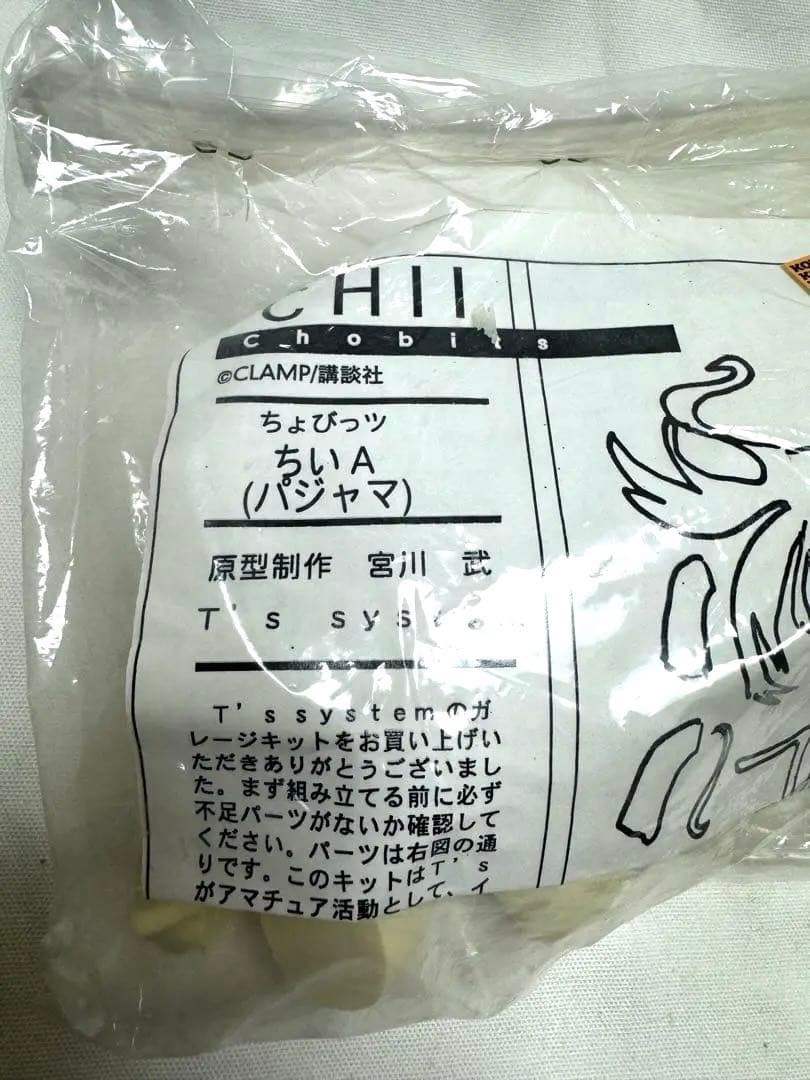 CHII
Chobits
©CLAMP/講談社
ちょびっツ
ちいA
(パジャマ)
原型制作 宮川 武
T's system
T's systemのガ
レージキットをお買い上げい
ただきありがとうございまし
た。まず組み立てる前に必ず
不足パーツがないか確認して
ください。パーツは右図の通
りです。このキットはT's
がアマチュア活動として、イ